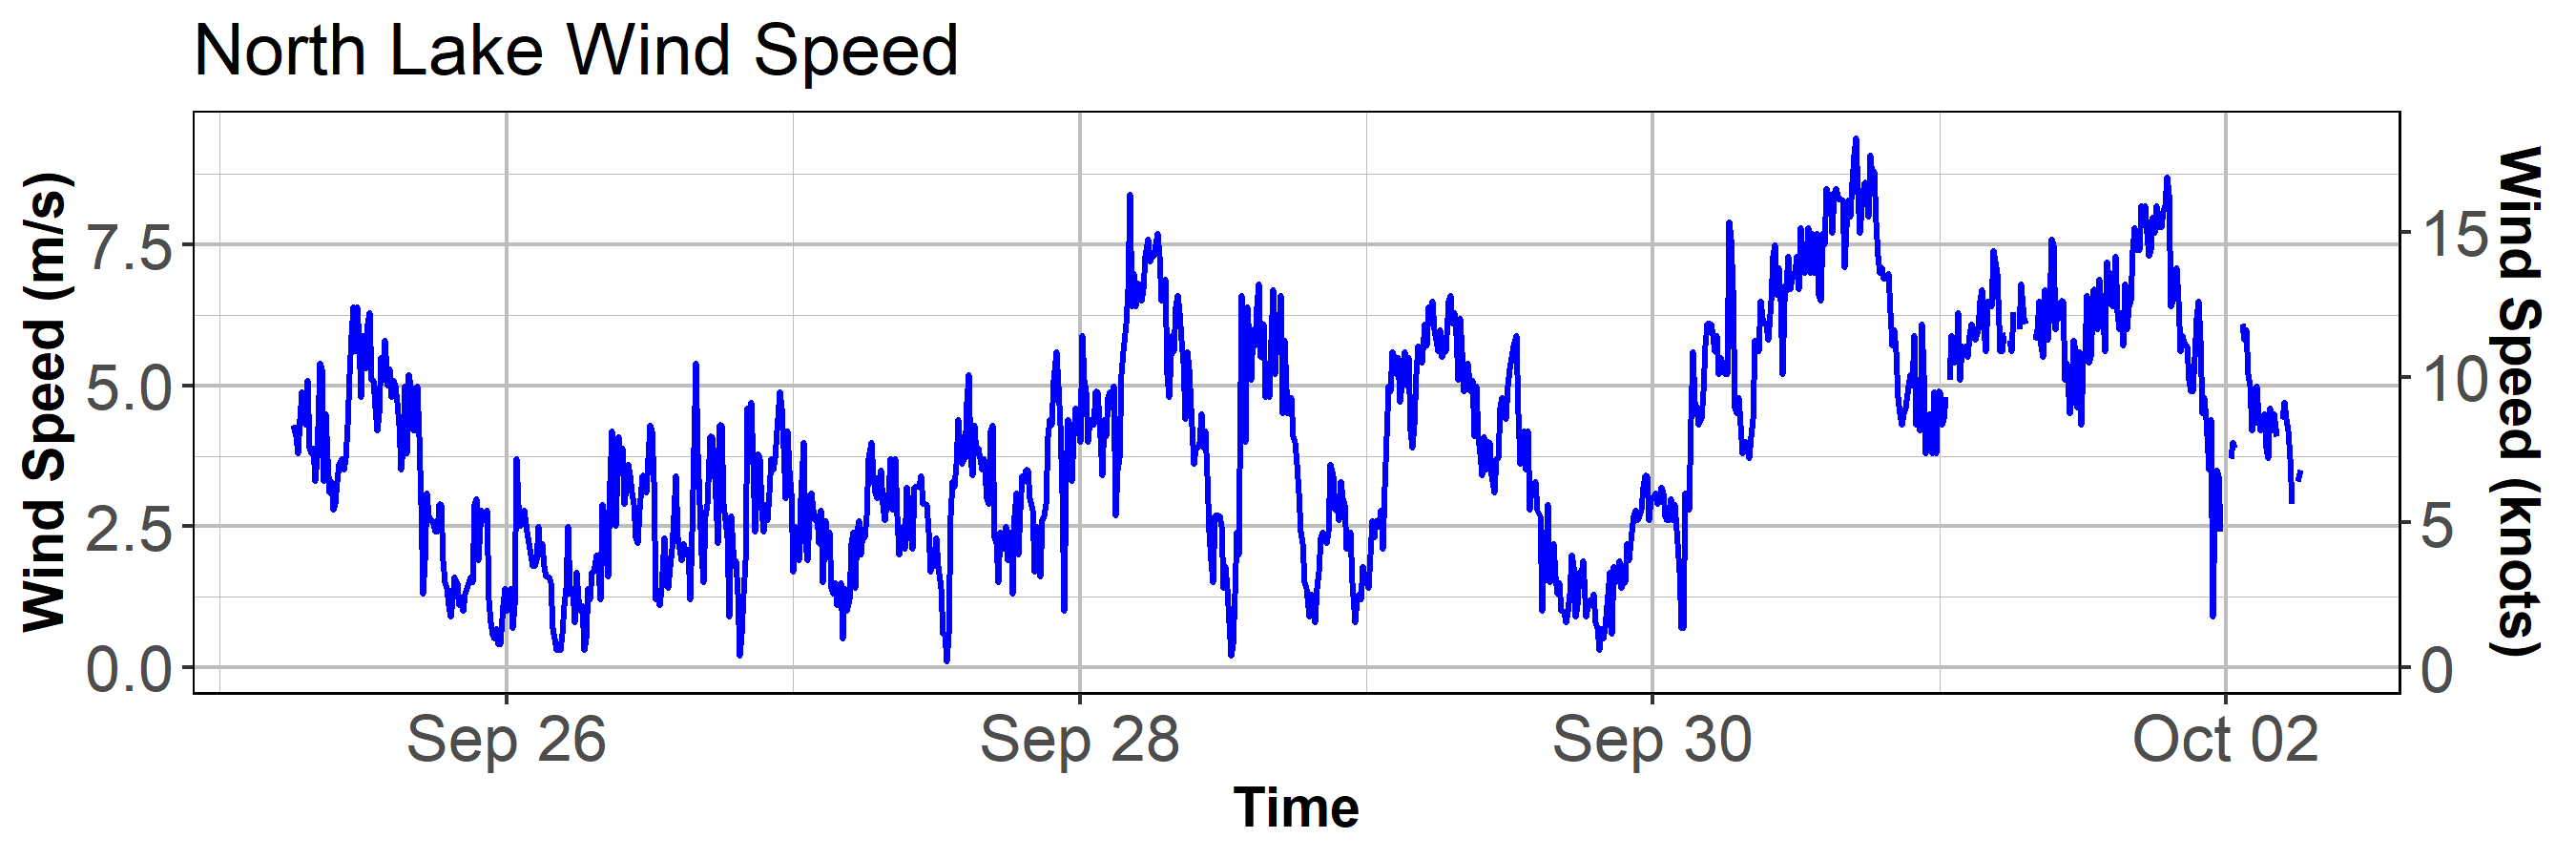 North Lake Wind Speed
Wind Speed (m/s)
7.5
5.0
2.5
0.0
Wind Speed (knots)
15
10
5
0
Sep 26
Sep 28
Sep 30
Oct 02
Time